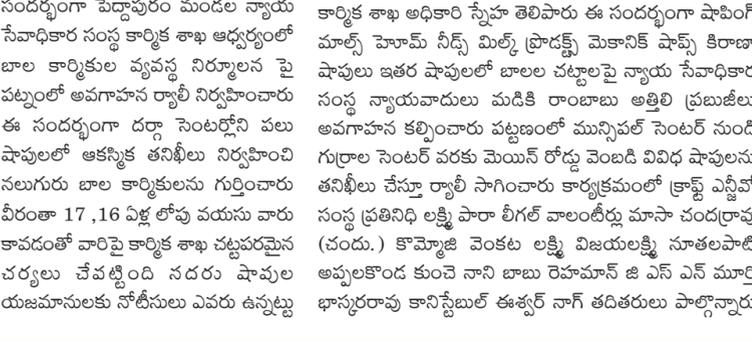 సందర్భంగా పెద్దాపురం మండల న్యాయ
సేవాధికార సంస్థ కార్మిక శాఖ ఆధ్వర్యంలో
బాల కార్మికుల వ్యవస్థ నిర్మూలన పై
పట్నంలో అవగాహన ర్యాలీ నిర్వహించారు
ఈ సందర్భంగా దర్గా సెంటర్లోని పలు
షాపులలో ఆకస్మిక తనిఖీలు నిర్వహించి
నలుగురు బాల కార్మికులను గుర్తించారు
వీరంతా 17 ,16 ఏళ్ల లోపు వయసు వారు
కావడంతో వారిపై కార్మిక శాఖ చట్టపరమైన
చర్యలు చేవట్టింది నదరు షావుల
యజమానులకు నోటీసులు ఎవరు ఉన్నట్టు
కార్మిక శాఖ అధికారి స్నేహ తెలిపారు ఈ సందర్భంగా షాపింగ్
మాల్స్ హెూమ్ నీడ్స్ మిల్క్ ప్రొడక్ట్స్ మెకానిక్ షాప్స్ కిరాణా
షాపులు ఇతర షాపులలో బాలల చట్టాలపై న్యాయ సేవాధికార
సంస్థ న్యాయవాదులు మడికి రాంబాబు అత్తిలి ప్రబుజీలు
అవగాహన కల్పించారు పట్టణంలో మున్సిపల్ సెంటర్ నుండి
గుర్రాల సెంటర్ వరకు మెయిన్ రోడ్డు వెంబడి వివిధ షాపులను
తనిఖీలు చేస్తూ ర్యాలీ సాగించారు కార్యక్రమంలో క్రాఫ్ట్ ఎన్జీవో
సంస్థ ప్రతినిధి లక్ష్మి పారా లీగల్ వాలంటీర్లు మాసా చందర్రావు
(చందు.) కొమ్మోజి వెంకట లక్ష్మి విజయలక్ష్మి నూతలపాటి
అప్పలకొండ కుంచె నాని బాబు రెహమాన్ జి ఎస్ ఎన్ మూర్తి
భాస్కరరావు కానిస్టేబుల్ ఈశ్వర్ నాగ్ తదితరులు పాల్గొన్నారు